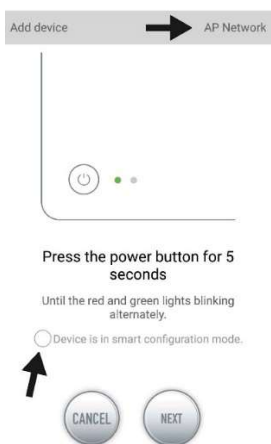 Add device AP Network
Press the power button for 5
seconds
Until the red and green lights blinking
alternately.
Device is in smart configuration mode.
CANCEL NEXT